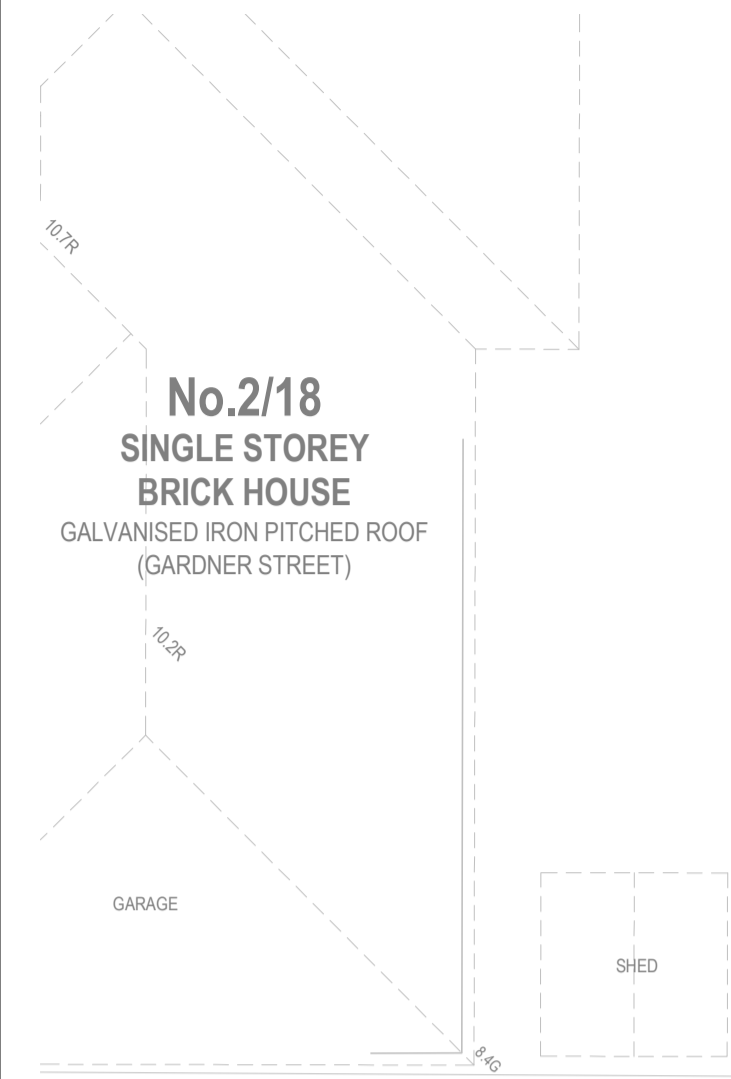 10.7R
No.2/18
SINGLE STOREY
BRICK HOUSE
GALVANISED IRON PITCHED ROOF
(GARDNER STREET)
10.2R
GARAGE
SHED
8.4G